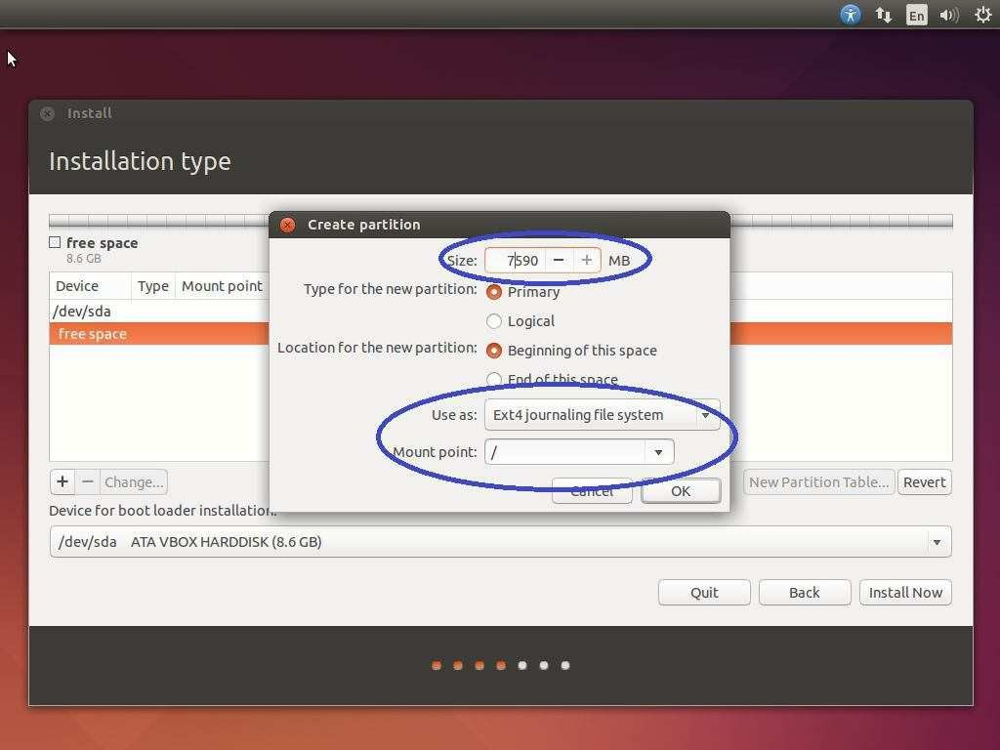 En
Install
Installation type
free space
8.6 GB
Device Type Mount point
/dev/sda
free space
Create partition
Size: 7590 − + MB
Type for the new partition: Primary
Logical
Location for the new partition: Beginning of this space
End of this space
Use as: Ext4 journaling file system
Mount point: /
Cancel OK
+ − Change... New Partition Table... Revert
Device for boot loader installation:
/dev/sda ATA VBOX HARDDISK (8.6 GB)
Quit Back Install Now